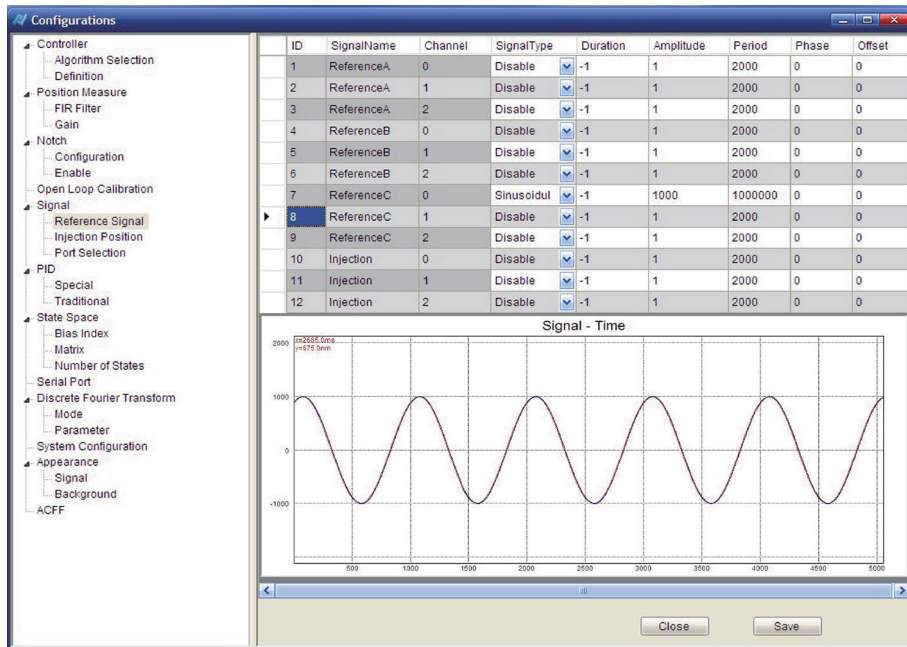 Configurations
Controller
Algorithm Selection
Definition
Position Measure
FIR Filter
Gain
Notch
Configuration
Enable
Open Loop Calibration
Signal
Reference Signal
Injection Position
Port Selection
PID
Special
Traditional
State Space
Bias Index
Matrix
Number of States
Serial Port
Discrete Fourier Transform
Mode
Parameter
System Configuration
Appearance
Signal
Background
ACFF
ID SignalName Channel SignalType Duration Amplitude Period Phase Offset
1 ReferenceA 0 Disable -1 1 2000 0 0
2 ReferenceA 1 Disable -1 1 2000 0 0
3 ReferenceA 2 Disable -1 1 2000 0 0
4 ReferenceB 0 Disable -1 1 2000 0 0
5 ReferenceB 1 Disable -1 1 2000 0 0
6 ReferenceB 2 Disable -1 1 2000 0 0
7 ReferenceC 0 Sinusoidul -1 1000 1000000 0 0
8 ReferenceC 1 Disable -1 1 2000 0 0
9 ReferenceC 2 Disable -1 1 2000 0 0
10 Injection 0 Disable -1 1 2000 0 0
11 Injection 1 Disable -1 1 2000 0 0
12 Injection 2 Disable -1 1 2000 0 0
Signal - Time
x=2665.0ms
y=875.0nm
2000
1000
0
-1000
500 1000 1500 2000 2500 3000 3500 4000 4500 5000
Close Save